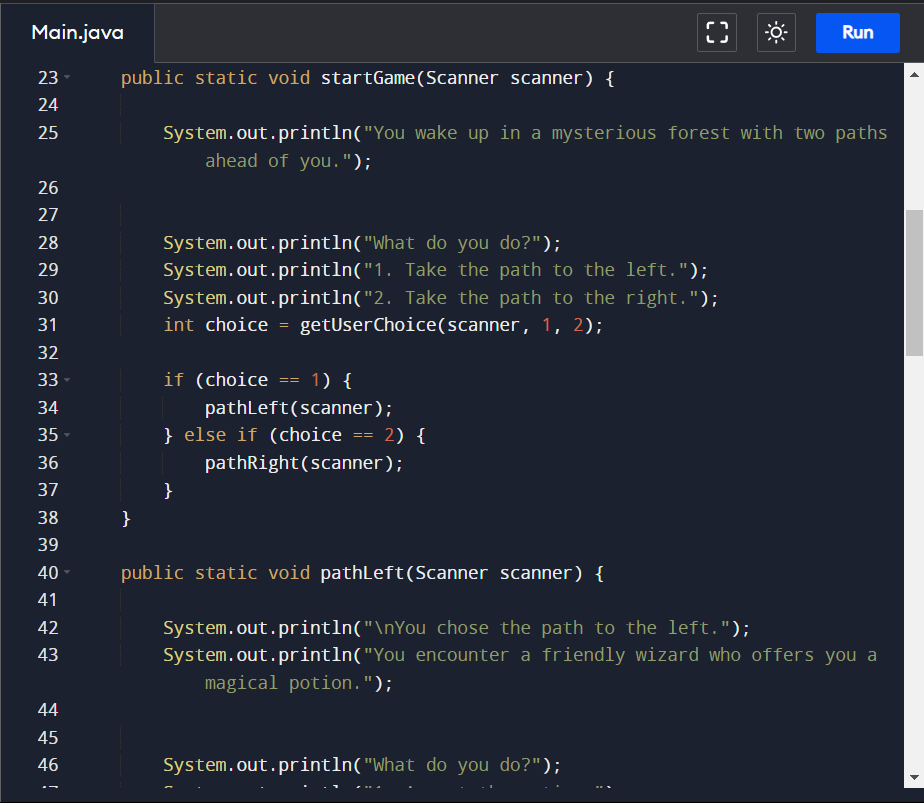 Main.java
Run
23 public static void startGame(Scanner scanner) {
24
25 System.out.println("You wake up in a mysterious forest with two paths
ahead of you.");
26
27
28 System.out.println("What do you do?");
29 System.out.println("1. Take the path to the left.");
30 System.out.println("2. Take the path to the right.");
31 int choice = getUserChoice(scanner, 1, 2);
32
33 if (choice == 1) {
34 pathLeft(scanner);
35 } else if (choice == 2) {
36 pathRight(scanner);
37 }
38 }
39
40 public static void pathLeft(Scanner scanner) {
41
42 System.out.println("\nYou chose the path to the left.");
43 System.out.println("You encounter a friendly wizard who offers you a
magical potion.");
44
45
46 System.out.println("What do you do?");